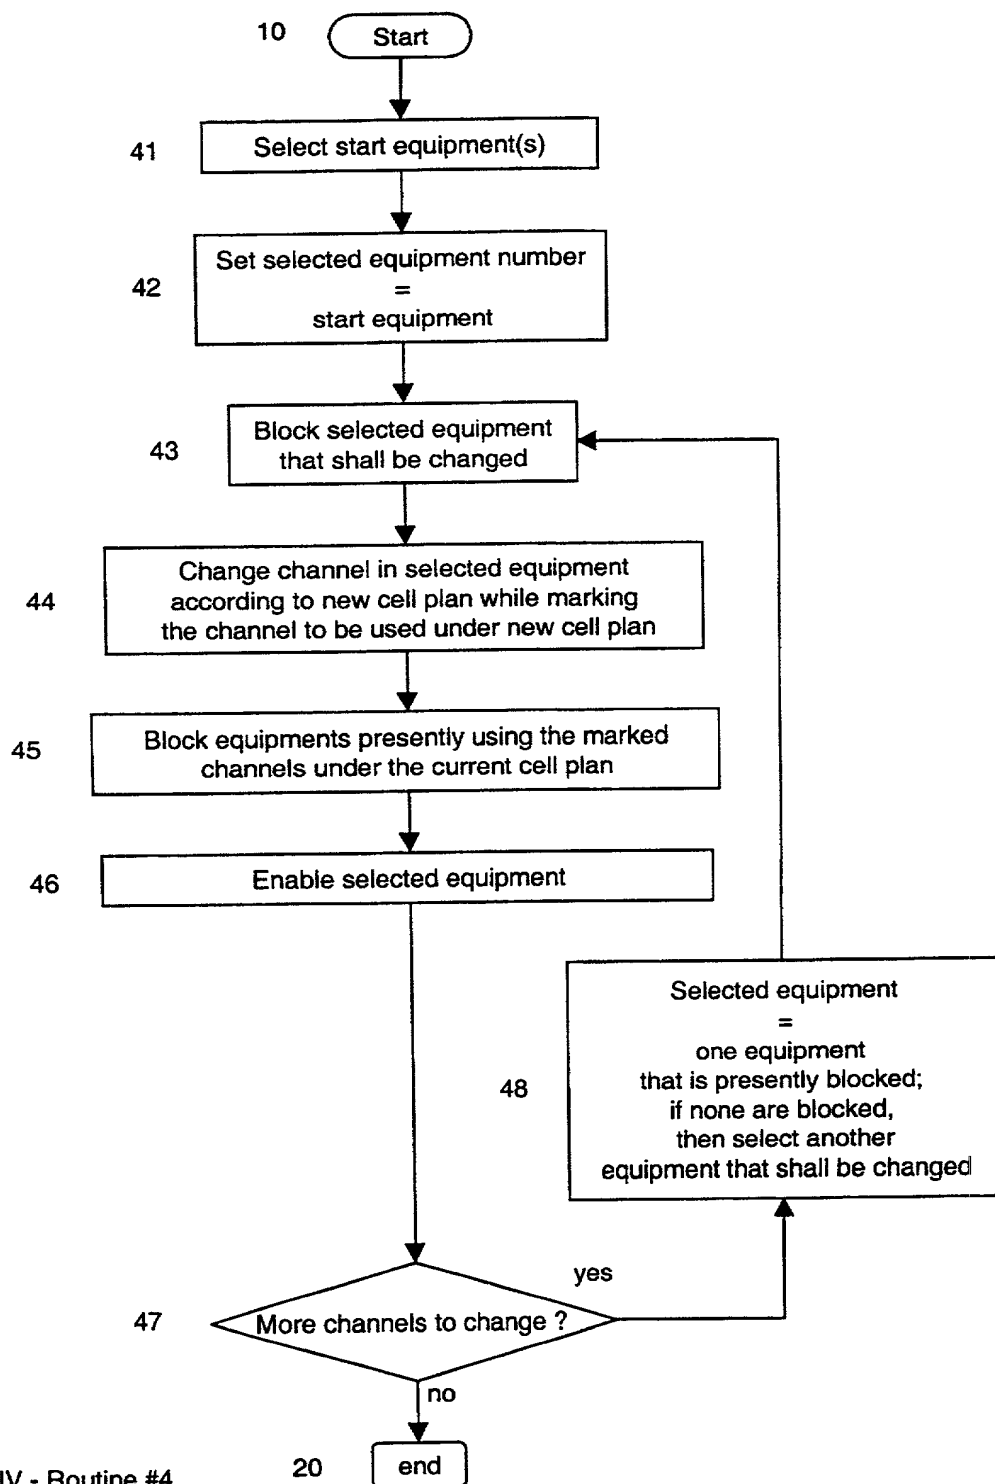 10
Start
41
Select start equipment(s)
42
Set selected equipment number
=
start equipment
43
Block selected equipment
that shall be changed
44
Change channel in selected equipment
according to new cell plan while marking
the channel to be used under new cell plan
45
Block equipments presently using the marked
channels under the current cell plan
46
Enable selected equipment
48
Selected equipment
=
one equipment
that is presently blocked;
if none are blocked,
then select another
equipment that shall be changed
47
More channels to change ?
yes
no
20
end
IV - Routine #4